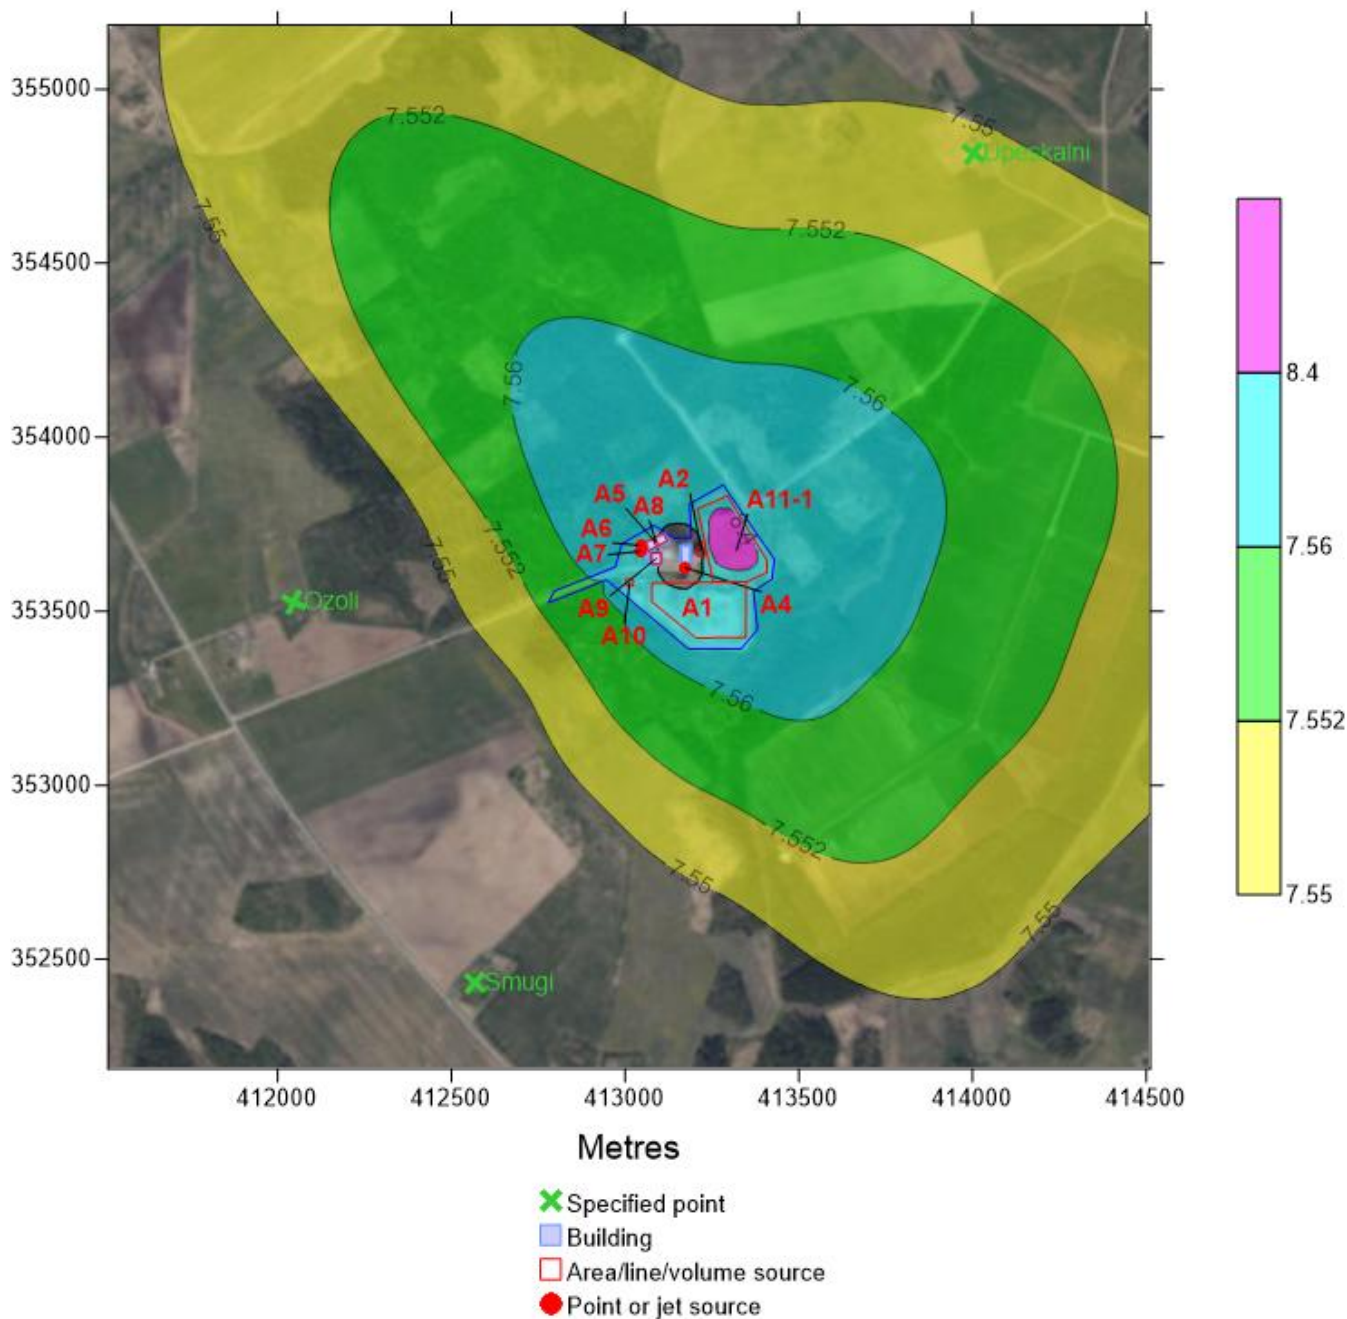 355000
7.55
7.552
Upeskalni
7.55
7.552
354500
8.4
354000
7.56
7.56
A2
A5
A8
A11-1
A6
A7
8.4
7.552
7.55
7.56
353500
Ozoli
A9
A1
A4
A10
7.56
7.552
353000
7.552
7.55
7.55
7.55
352500
Smugi
412000
412500
413000
413500
414000
414500
Metres
Specified point
Building
Area/line/volume source
Point or jet source